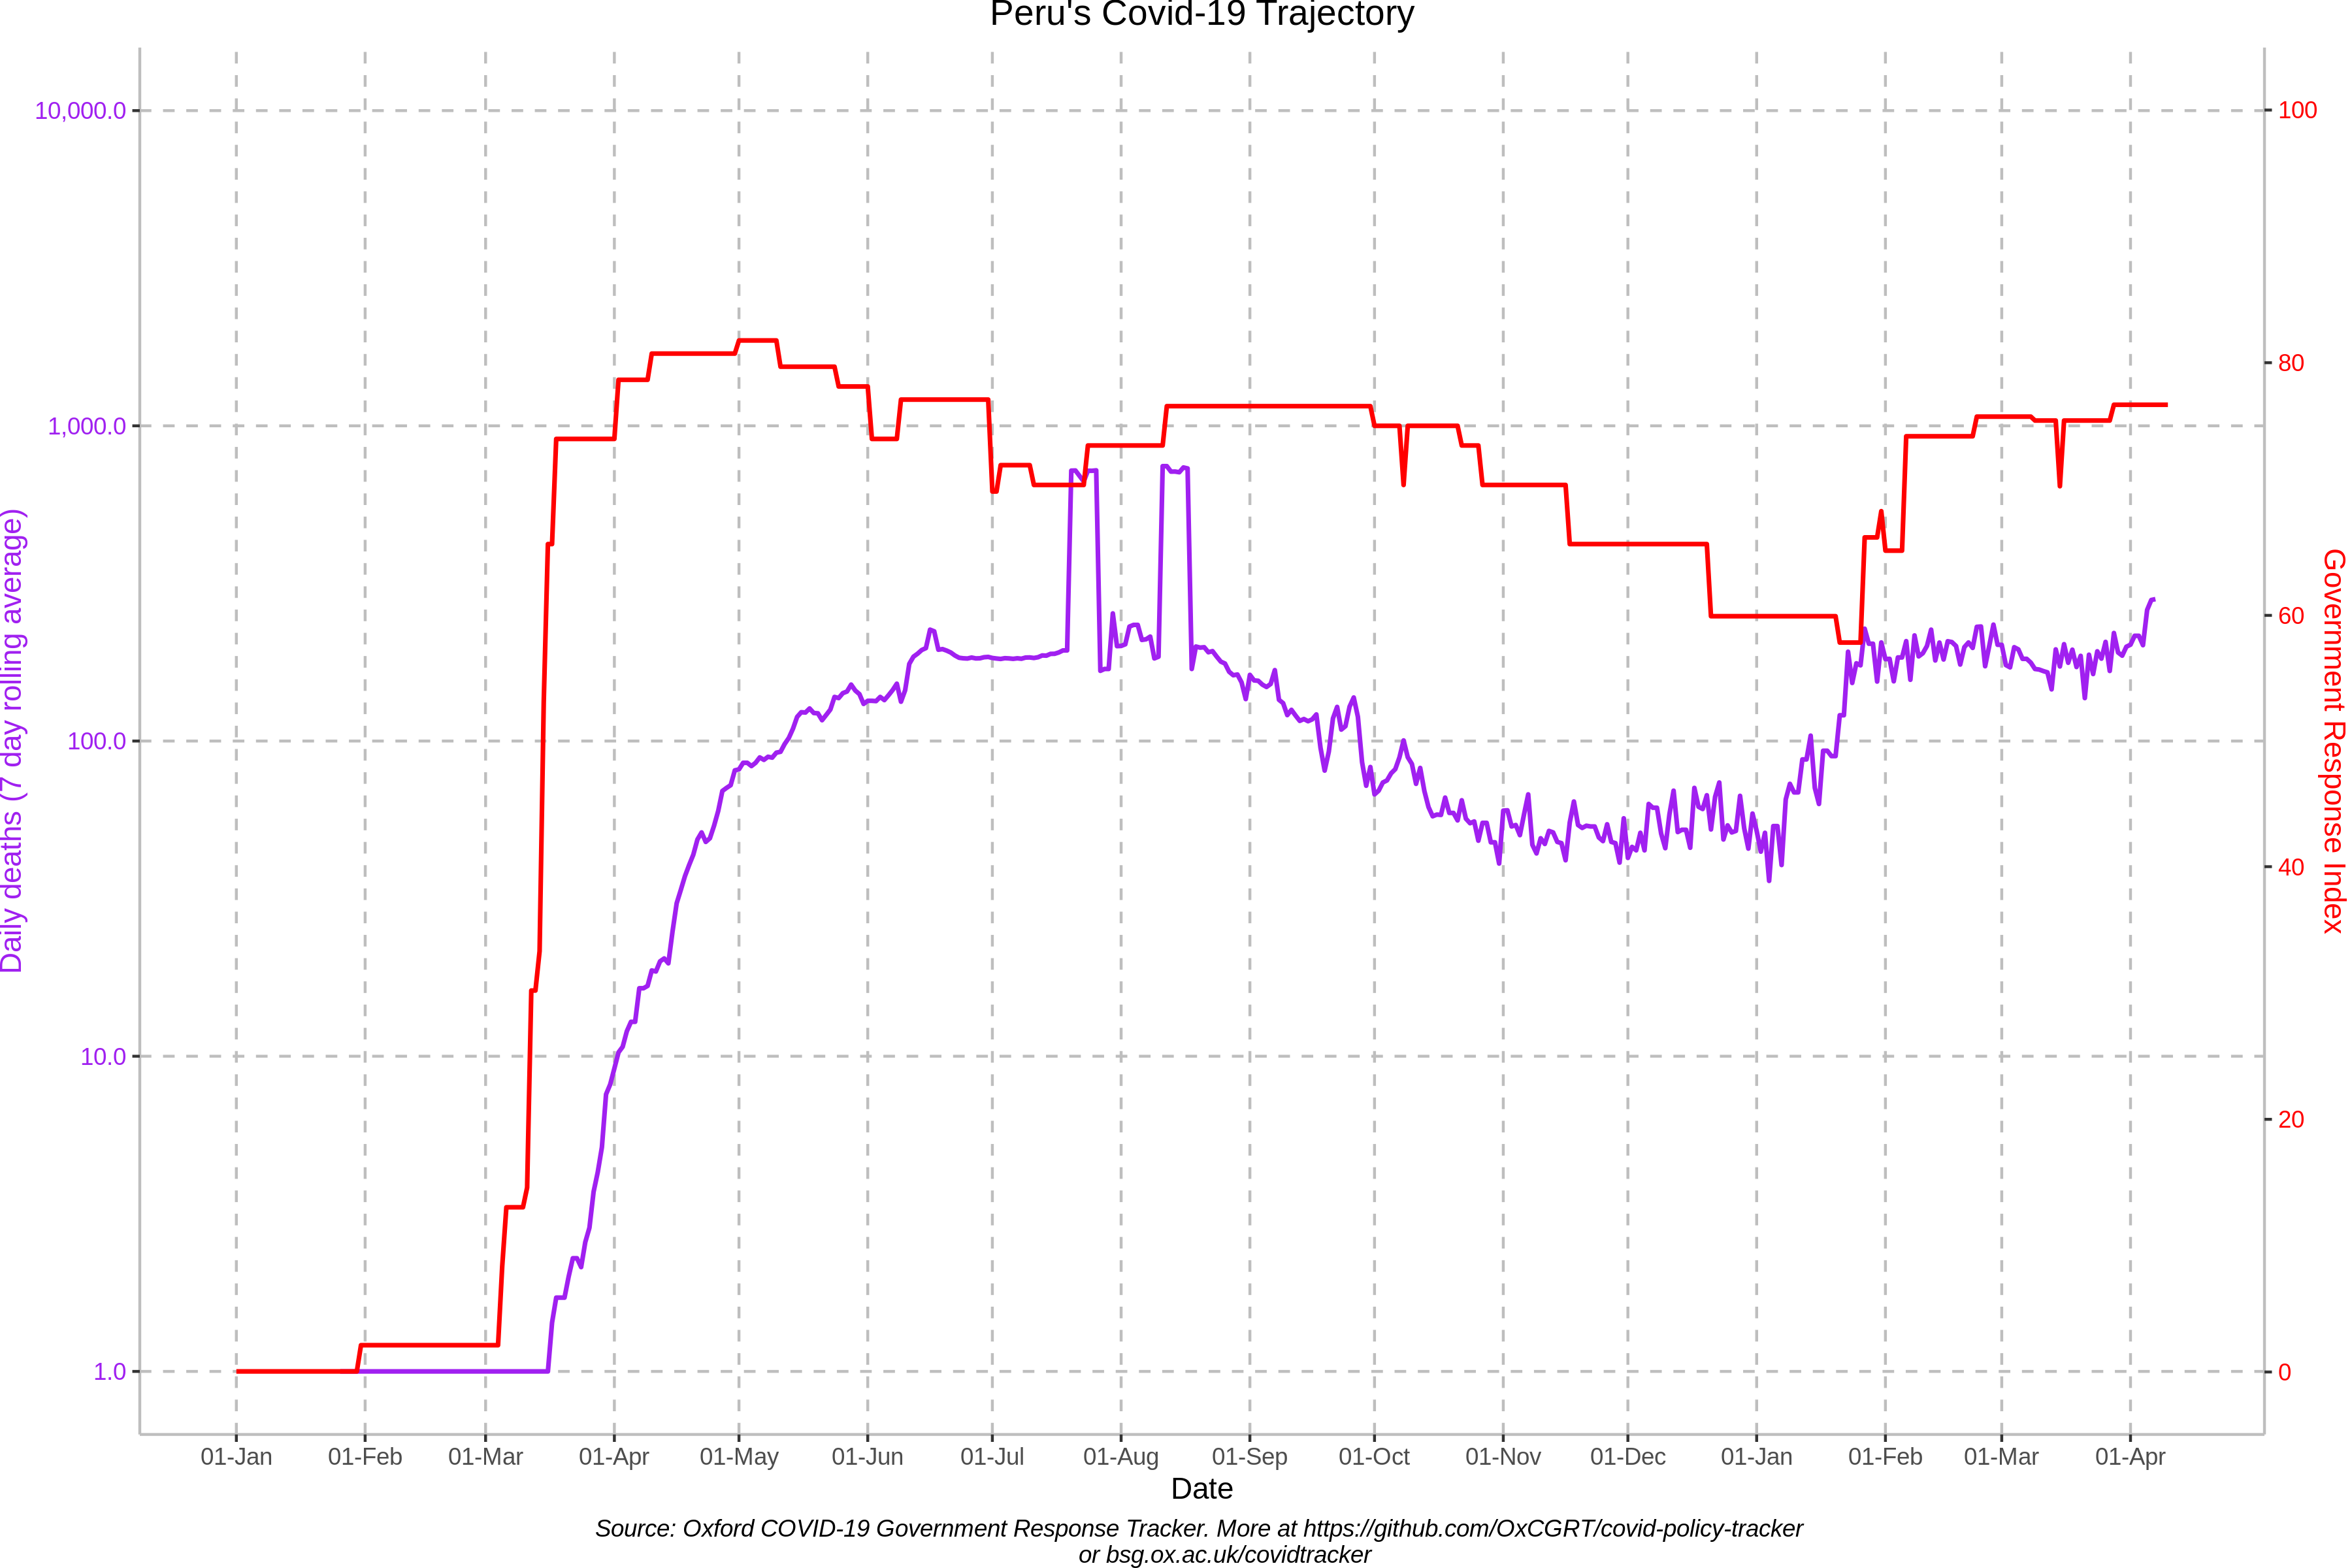 Peru's Covid-19 Trajectory
Daily deaths (7 day rolling average)
10,000.0
1,000.0
100.0
10.0
1.0
Government Response Index
100
80
60
40
20
0
01-Jan 01-Feb 01-Mar 01-Apr 01-May 01-Jun 01-Jul 01-Aug 01-Sep 01-Oct 01-Nov 01-Dec 01-Jan 01-Feb 01-Mar 01-Apr
Date
Source: Oxford COVID-19 Government Response Tracker. More at https://github.com/OxCGRT/covid-policy-tracker
or bsg.ox.ac.uk/covidtracker